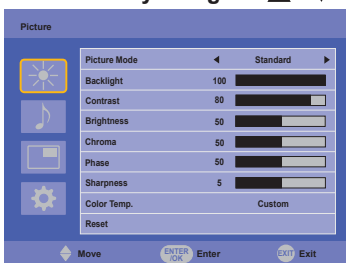 Picture
Picture Mode Standard
Backlight 100
Contrast 80
Brightness 50
Chroma 50
Phase 50
Sharpness 5
Color Temp. Custom
Reset
Move ENTER /OK Enter EXIT Exit